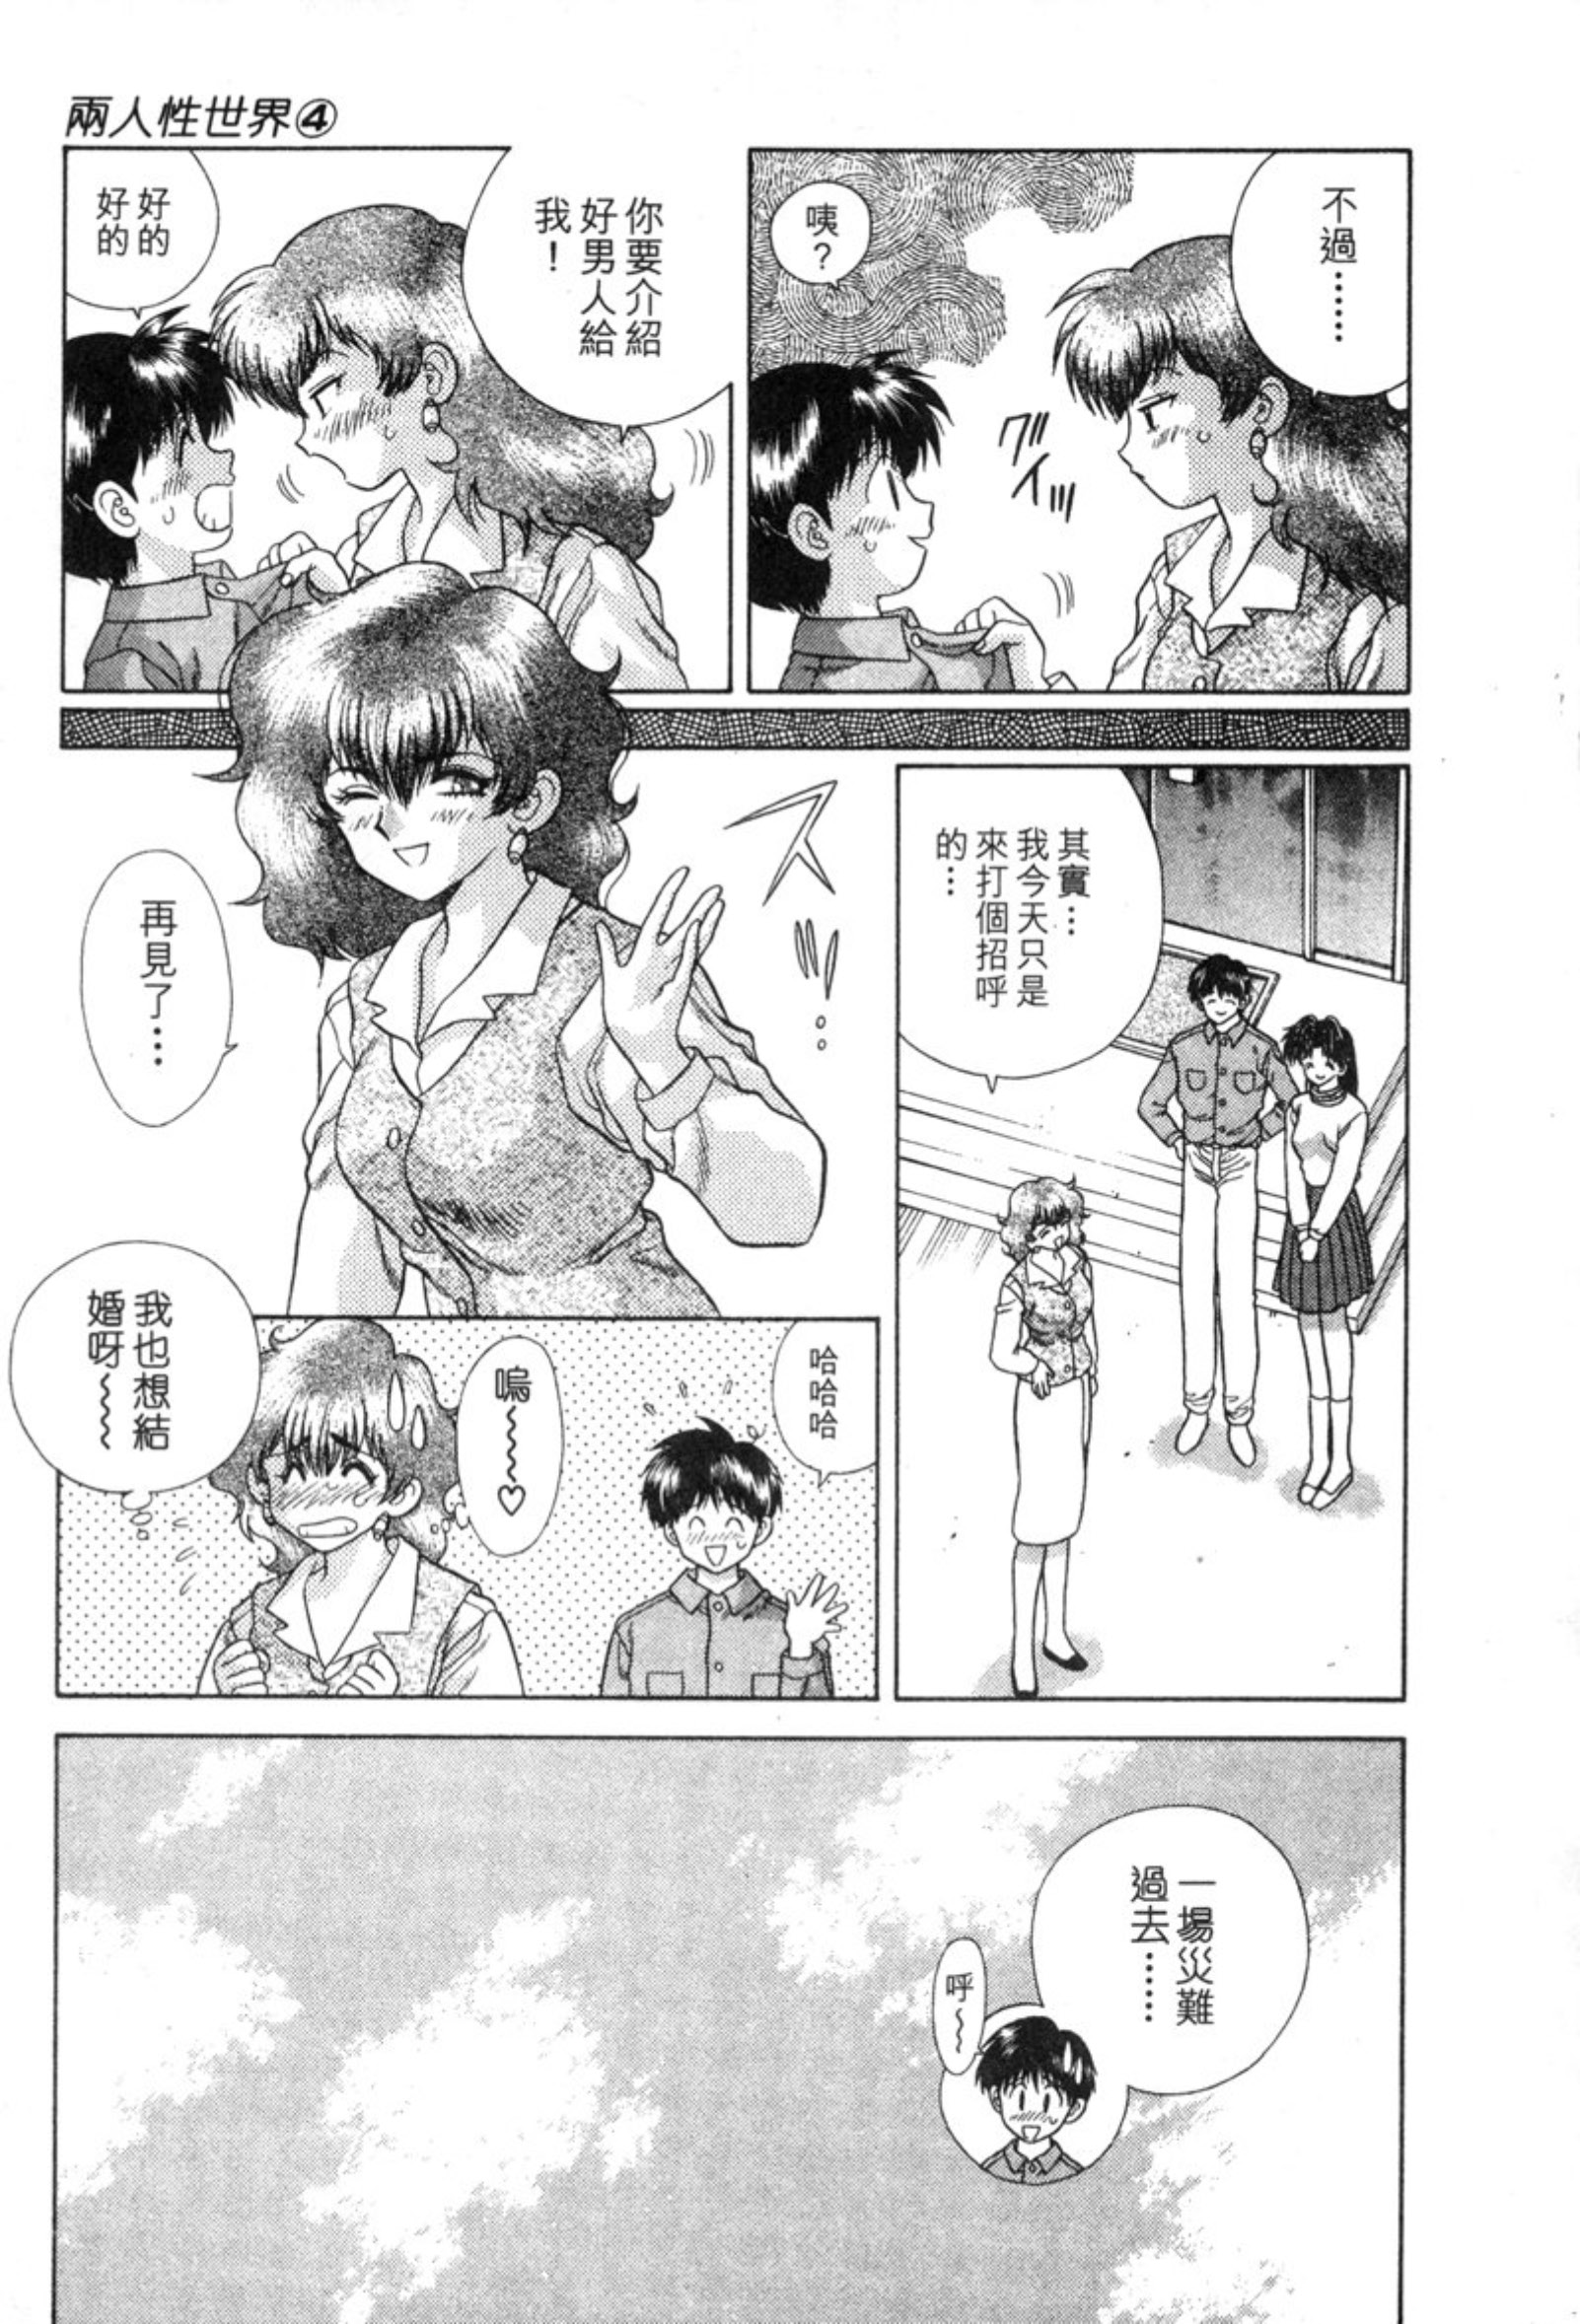 兩人性世界④
不過……
咦？
グイ
你要介紹
好男人給
我！
好的
好的
其實…
我今天只是
來打個招呼
的…
再見了…
哈哈哈
嗚～～～♡
我也想結
婚呀～～～
一場災難
過去……
呼～～